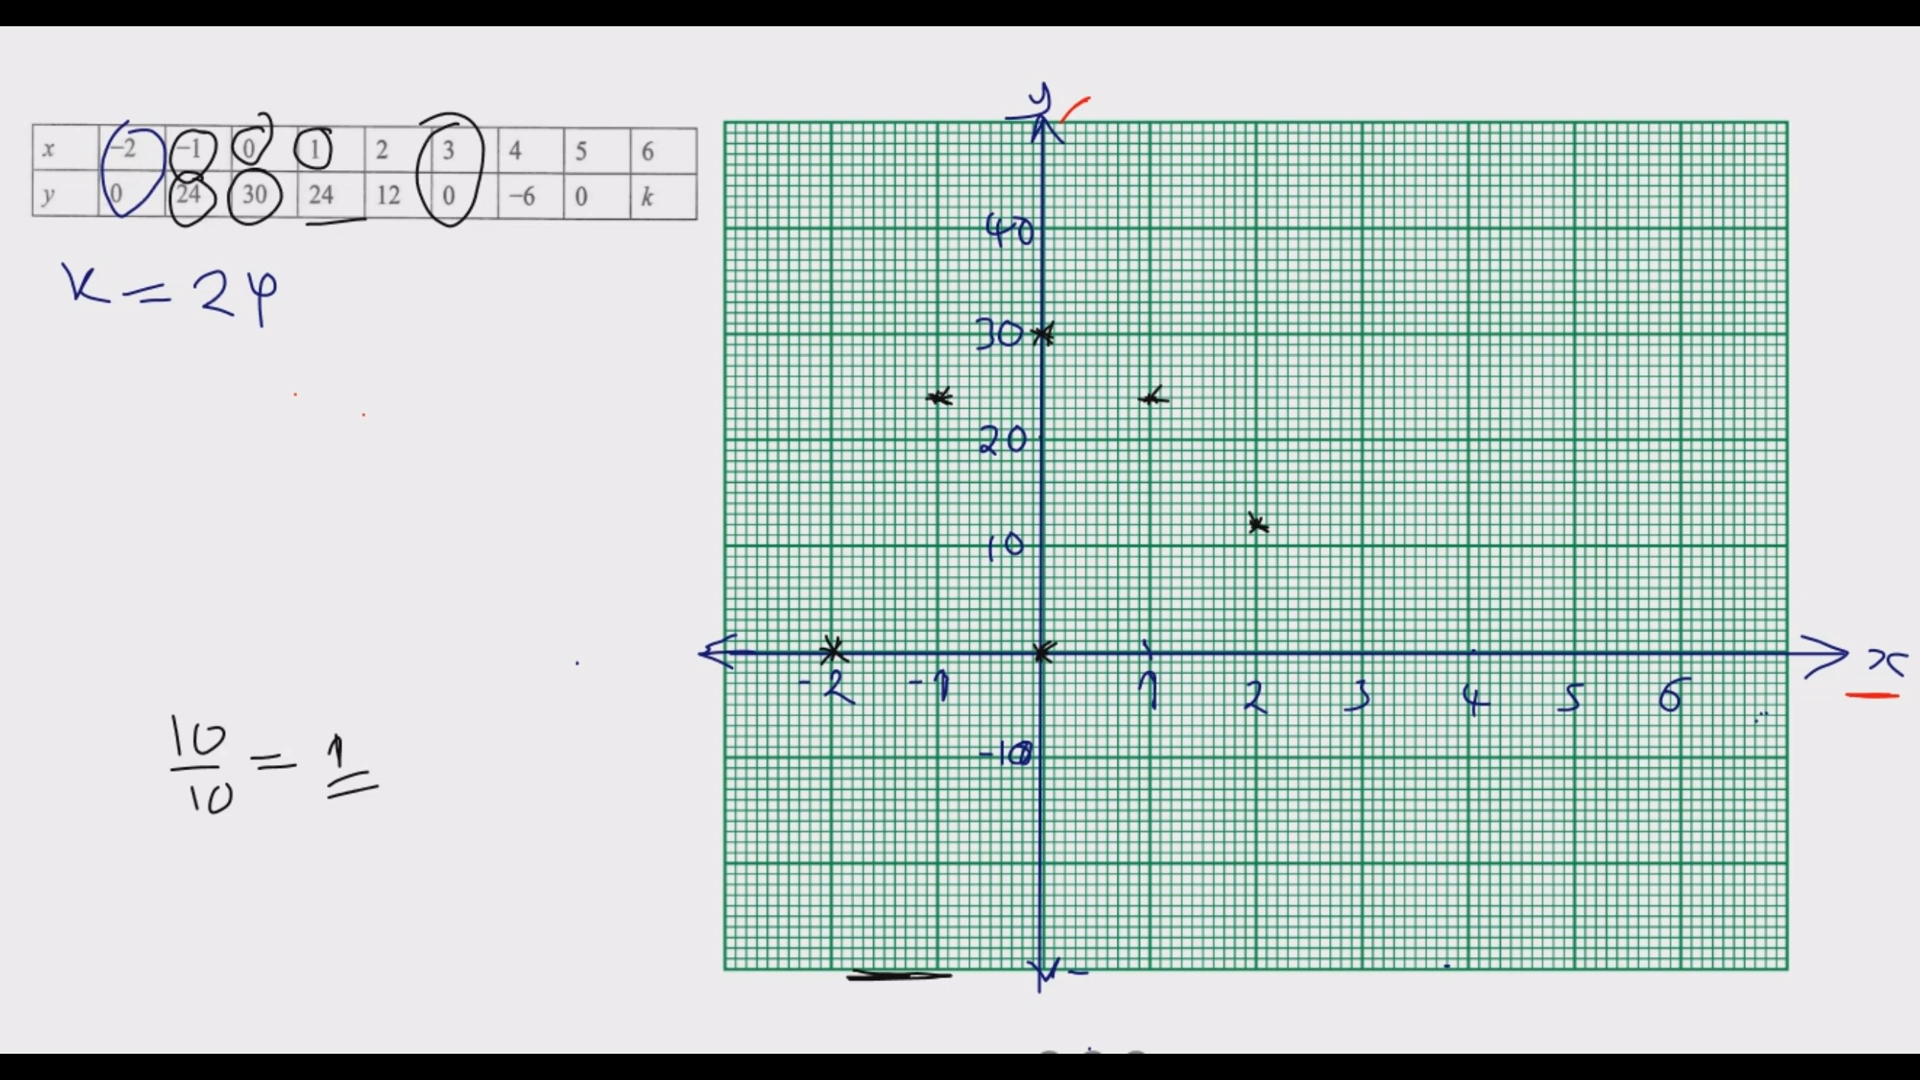 x −2 −1 0 1 2 3 4 5 6
y 0 24 30 24 12 0 −6 0 k
k = 24
10
10
= 1
y
40
30
20
10
-2 -1 1 2 3 4 5 6
x
-10